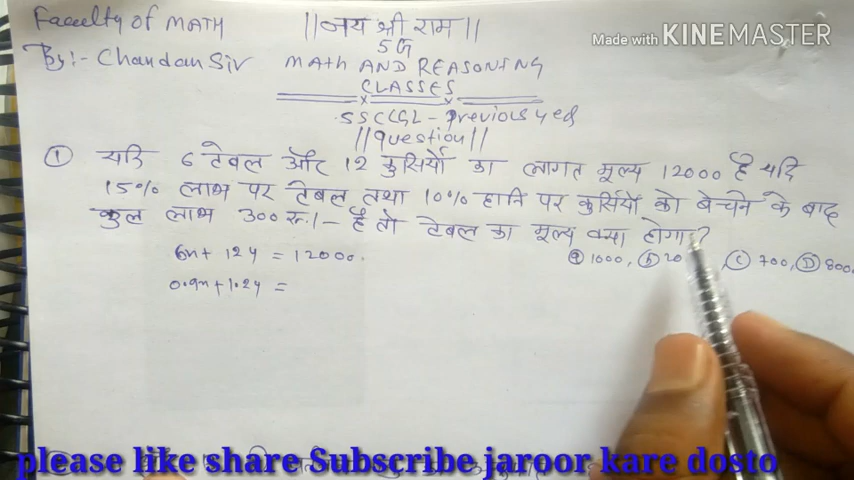 Faculty of MATH
||जय श्री राम||
Made with KINEMASTER
5G
By:- Chandan Sir
MATH AND REASONING
CLASSES
SSC CGL - Previous yed
||Question||
① यदि 6 टेबल और 12 कुर्सियों का लागत मूल्य 12000 है यदि
15% लाभ पर टेबल तथा 10% हानि पर कुर्सियों को बेचने के बाद
कुल लाभ 300 रु.।- है तो टेबल का मूल्य क्या होगा?
6x + 12y = 12000.
ⓐ 1000, ⓑ 20 , Ⓒ 700, Ⓓ 800.
0.9x + 1.2y =
please like share Subscribe jaroor kare dosto